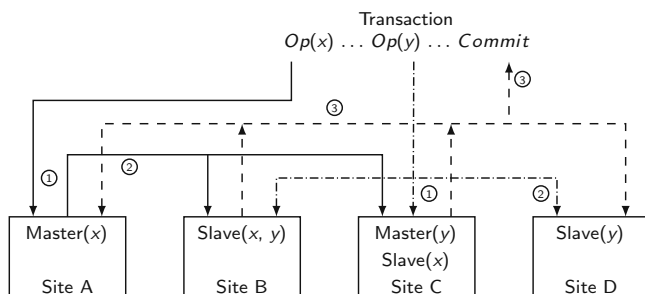 Transaction
Op(x) ... Op(y) ... Commit
③
③
②
①
①
②
Master(x)
Slave(x, y)
Master(y)
Slave(y)
Slave(x)
Site A
Site B
Site C
Site D